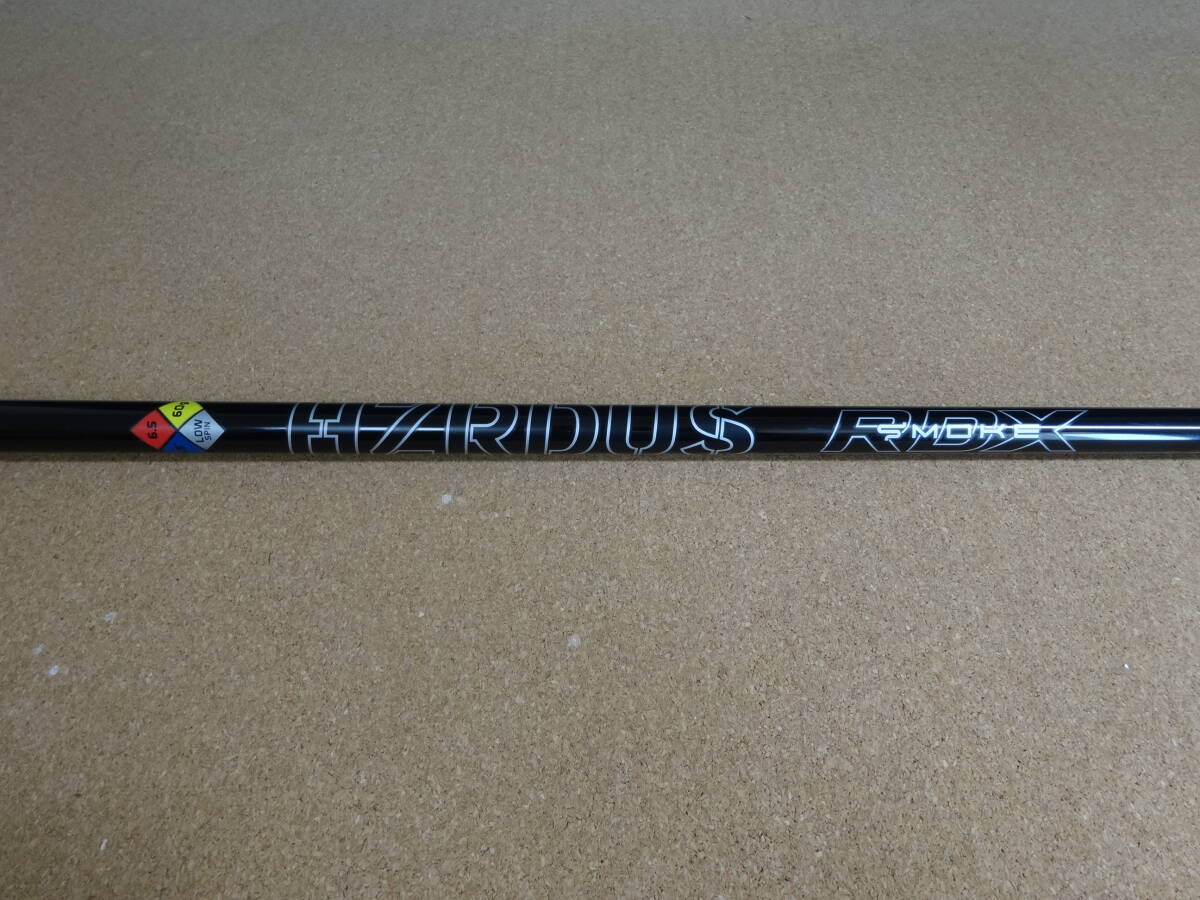 6.5
60g
LOW
SPIN
HZRDUS
RDX
SMOKE